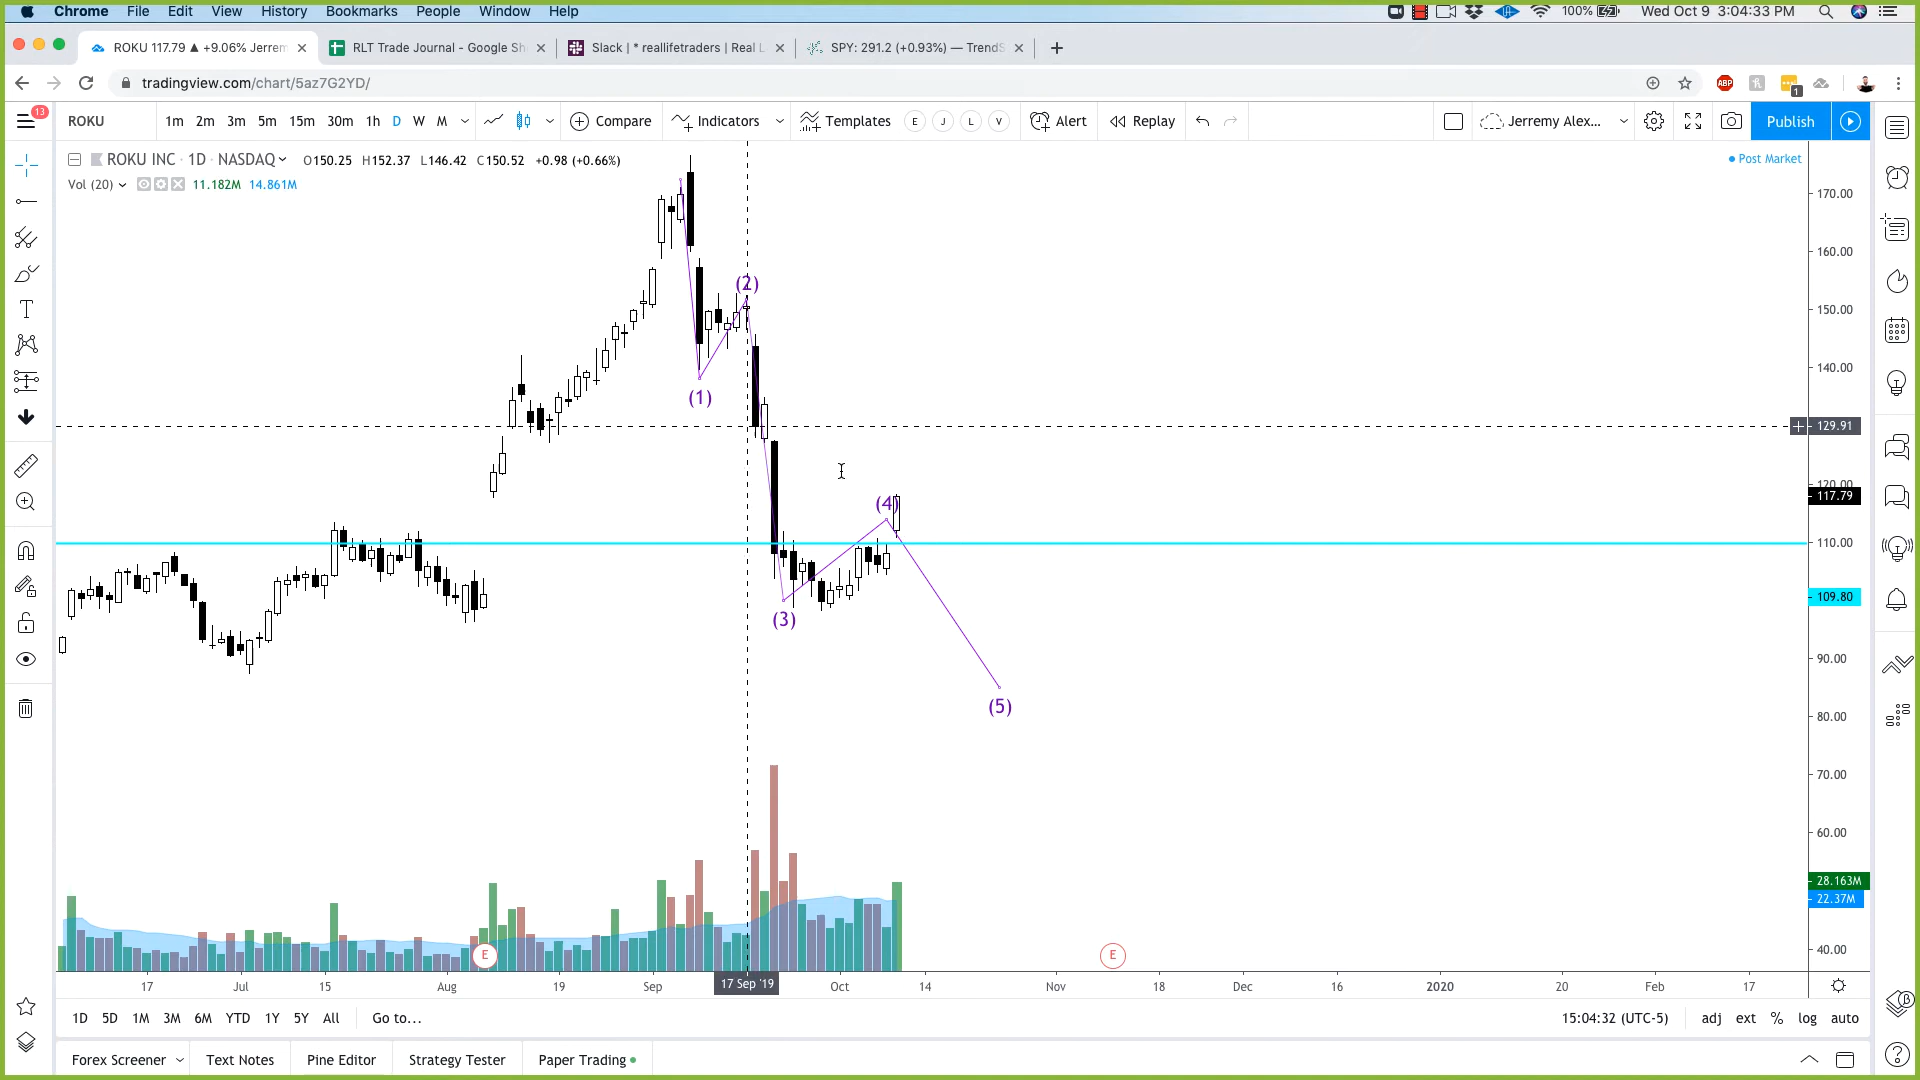 Chrome File Edit View History Bookmarks People Window Help 100% Wed Oct 9 3:04:33 PM
ROKU 117.79 ▲ +9.06% Jerrem RLT Trade Journal - Google Sh Slack | * reallifetraders | Real L SPY: 291.2 (+0.93%) — TrendS
tradingview.com/chart/5az7G2YD/ ABP 1
13 ROKU 1m 2m 3m 5m 15m 30m 1h D W M Compare Indicators Templates E J L V Alert Replay Jerremy Alex... Publish
ROKU INC · 1D · NASDAQ O150.25 H152.37 L146.42 C150.52 +0.98 (+0.66%) Post Market
Vol (20) 11.182M 14.861M
170.00
160.00
(2)
150.00
140.00
(1)
129.91
120.00
117.79
(4)
110.00
109.80
(3)
90.00
(5)
80.00
70.00
60.00
28.163M
22.37M
40.00
E E
17 Jul 15 Aug 19 Sep 17 Sep '19 Oct 14 Nov 18 Dec 16 2020 20 Feb 17
1D 5D 1M 3M 6M YTD 1Y 5Y All Go to... 15:04:32 (UTC-5) adj ext % log auto
Forex Screener Text Notes Pine Editor Strategy Tester Paper Trading